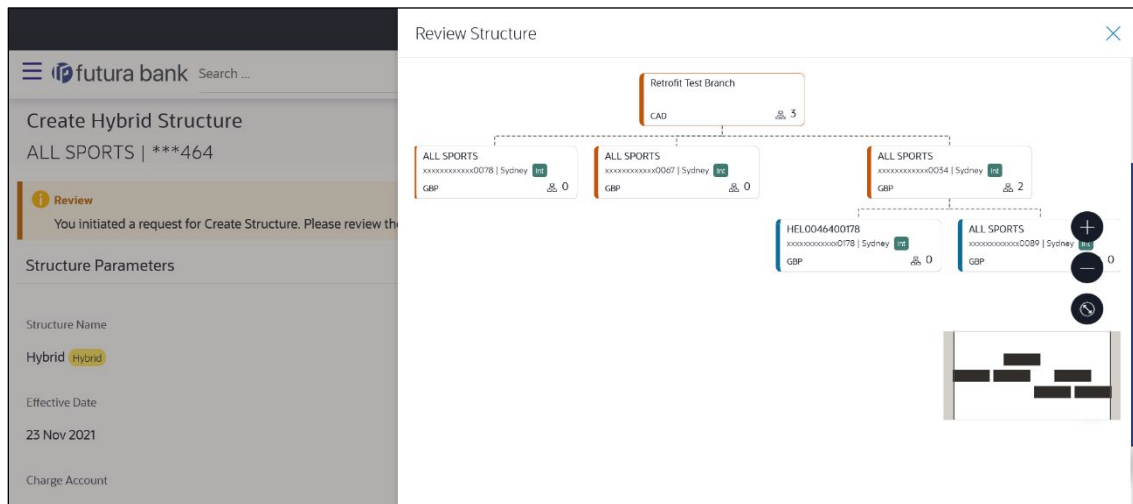 Review Structure
futura bank Search ...
Create Hybrid Structure
ALL SPORTS | ***464
Review
You initiated a request for Create Structure. Please review the
Structure Parameters
Structure Name
Hybrid Hybrid
Effective Date
23 Nov 2021
Charge Account
Retrofit Test Branch
CAD 3
ALL SPORTS
xxxxxxxxxxxx0078 | Sydney Int
GBP 0
ALL SPORTS
xxxxxxxxxxxx0067 | Sydney Int
GBP 0
ALL SPORTS
xxxxxxxxxxxx0034 | Sydney Int
GBP 2
HEL0046400178
xxxxxxxxxxxx0178 | Sydney Int
GBP 0
ALL SPORTS
xxxxxxxxxxxx0089 | Sydney Int
GBP 0